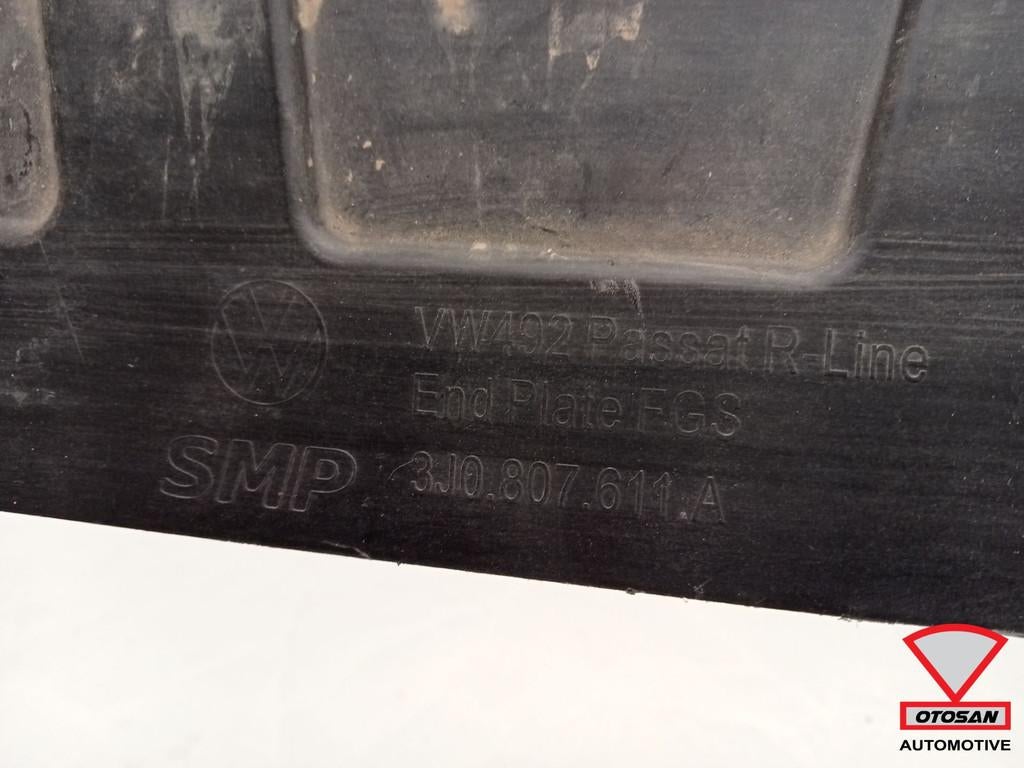 VW492 Passat R-Line
End Plate FGS
SMP 3J0.807.611.A
OTOSAN
AUTOMOTIVE